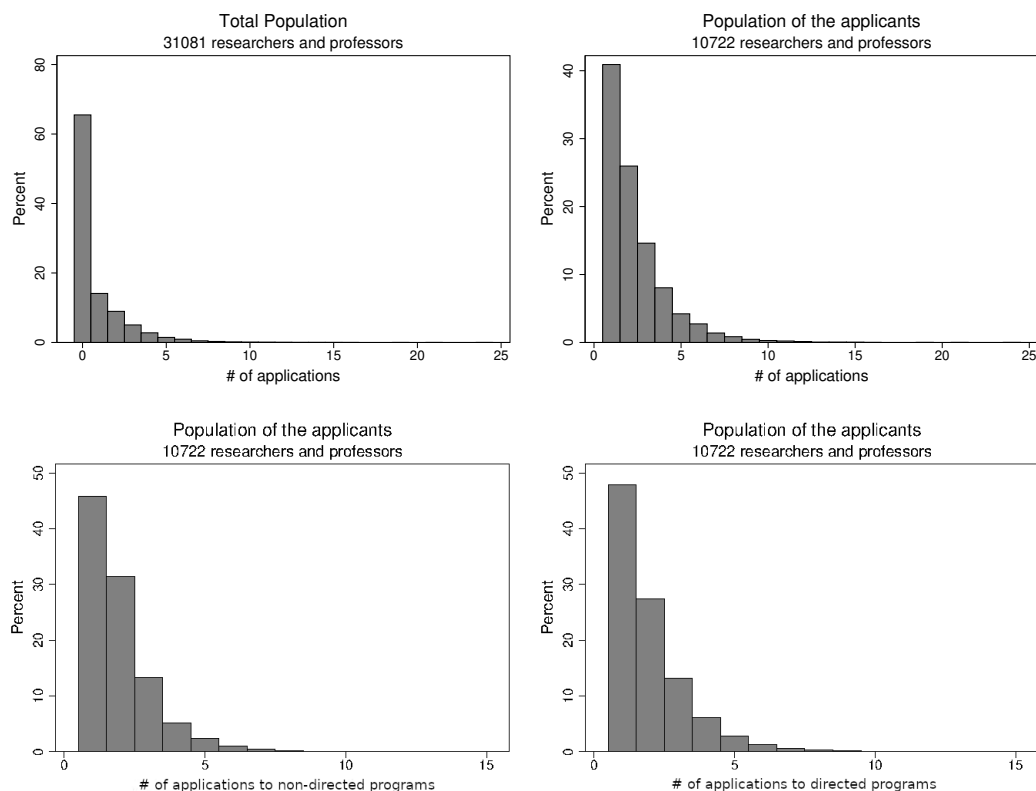 Total Population
31081 researchers and professors
Percent
80
60
40
20
0
0 5 10 15 20 25
# of applications
Population of the applicants
10722 researchers and professors
Percent
40
30
20
10
0
0 5 10 15 20 25
# of applications
Population of the applicants
10722 researchers and professors
Percent
50
40
30
20
10
0
0 5 10 15
# of applications to non-directed programs
Population of the applicants
10722 researchers and professors
Percent
50
40
30
20
10
0
0 5 10 15
# of applications to directed programs